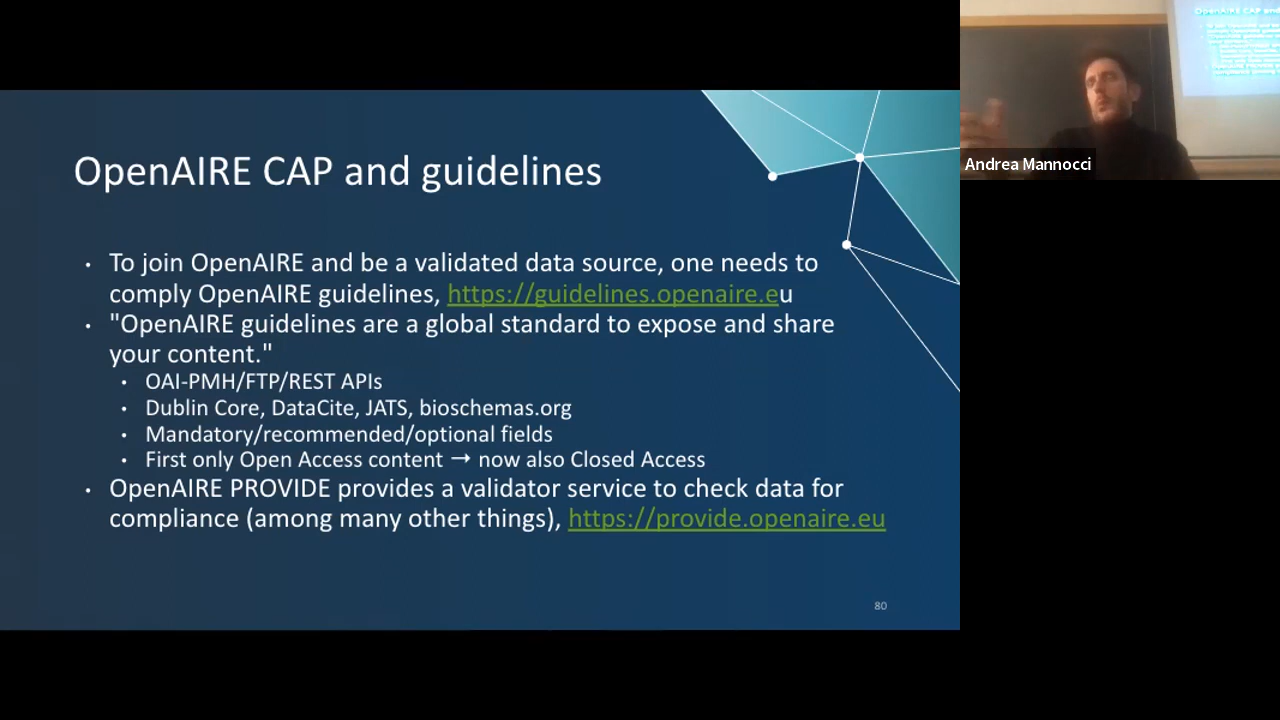 OpenAIRE CAP and guidelines
• To join OpenAIRE and be a validated data source, one needs to
comply OpenAIRE guidelines, https://guidelines.openaire.eu
• "OpenAIRE guidelines are a global standard to expose and share
your content."
• OAI-PMH/FTP/REST APIs
• Dublin Core, DataCite, JATS, bioschemas.org
• Mandatory/recommended/optional fields
• First only Open Access content → now also Closed Access
• OpenAIRE PROVIDE provides a validator service to check data for
compliance (among many other things), https://provide.openaire.eu
80
Andrea Mannocci